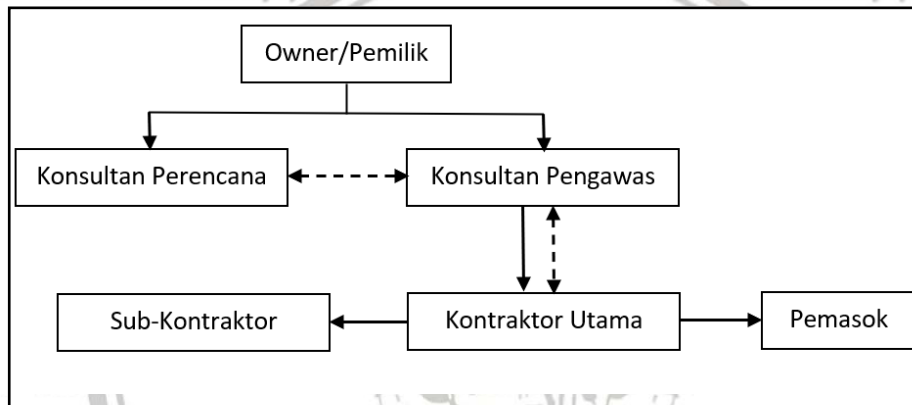 Owner/Pemilik
Konsultan Perencana
Konsultan Pengawas
Sub-Kontraktor
Kontraktor Utama
Pemasok